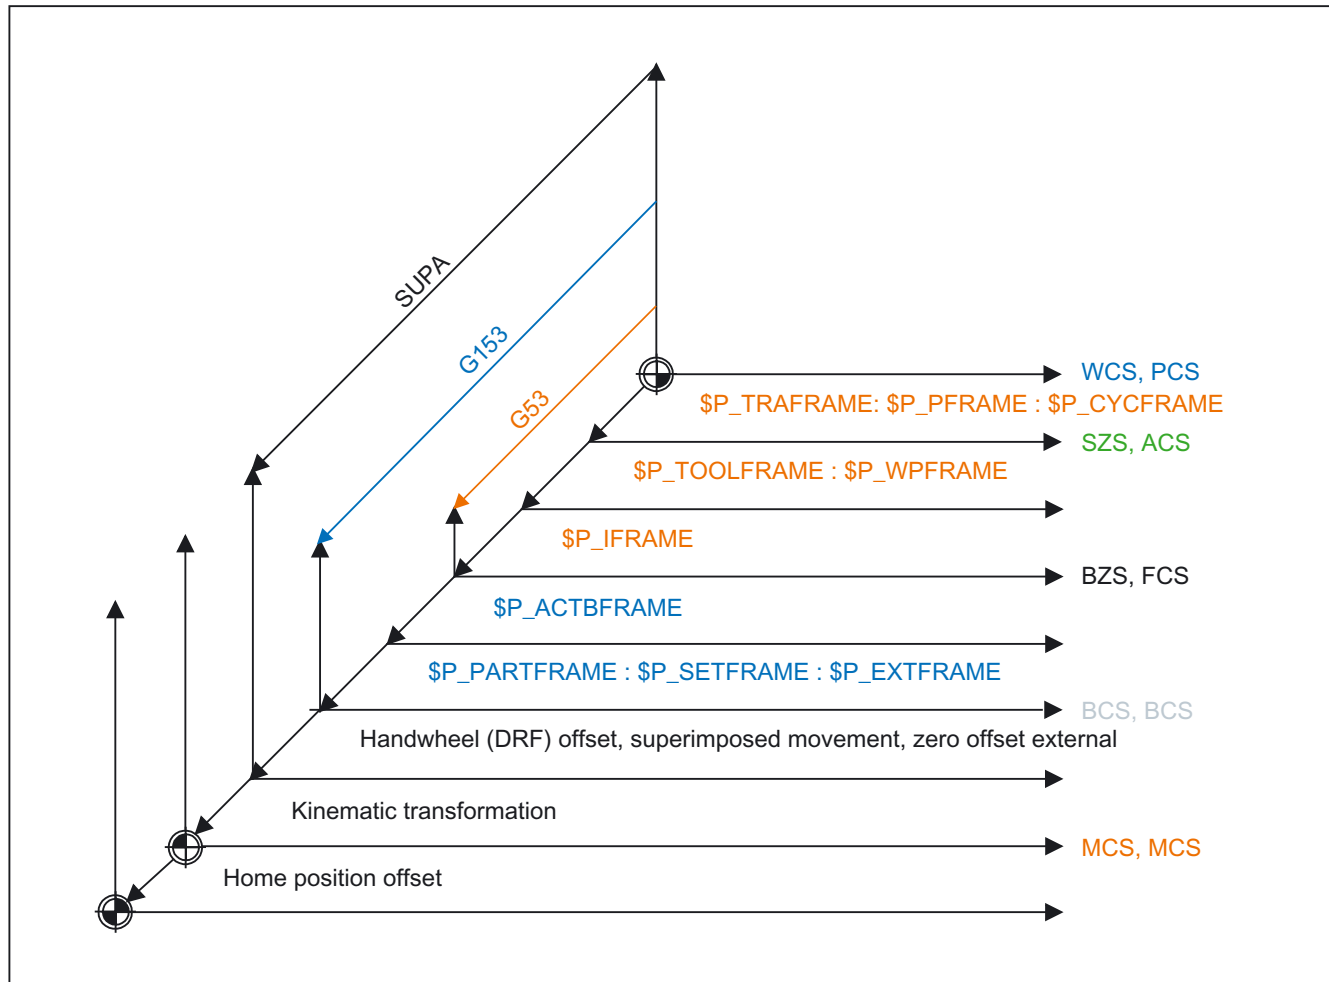 SUPA
G153
G53
WCS, PCS
$P_TRAFRAME: $P_PFRAME : $P_CYCFRAME
SZS, ACS
$P_TOOLFRAME : $P_WPFRAME
$P_IFRAME
BZS, FCS
$P_ACTBFRAME
$P_PARTFRAME : $P_SETFRAME : $P_EXTFRAME
BCS, BCS
Handwheel (DRF) offset, superimposed movement, zero offset external
Kinematic transformation
MCS, MCS
Home position offset